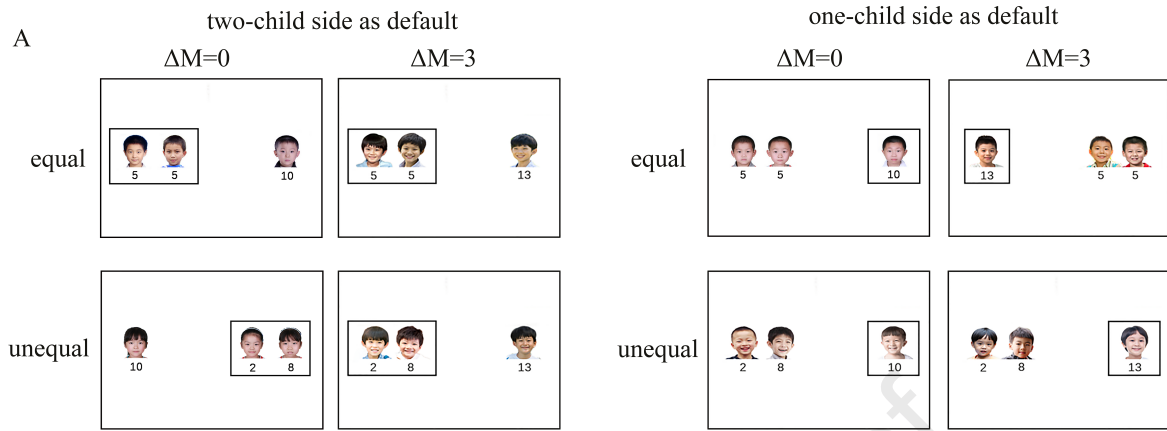 A
two-child side as default
one-child side as default
ΔM=0
ΔM=3
ΔM=0
ΔM=3
equal
5 5 10
5 5 13
equal
5 5 10
13 5 5
unequal
10 2 8
2 8 13
unequal
2 8 10
2 8 13
f